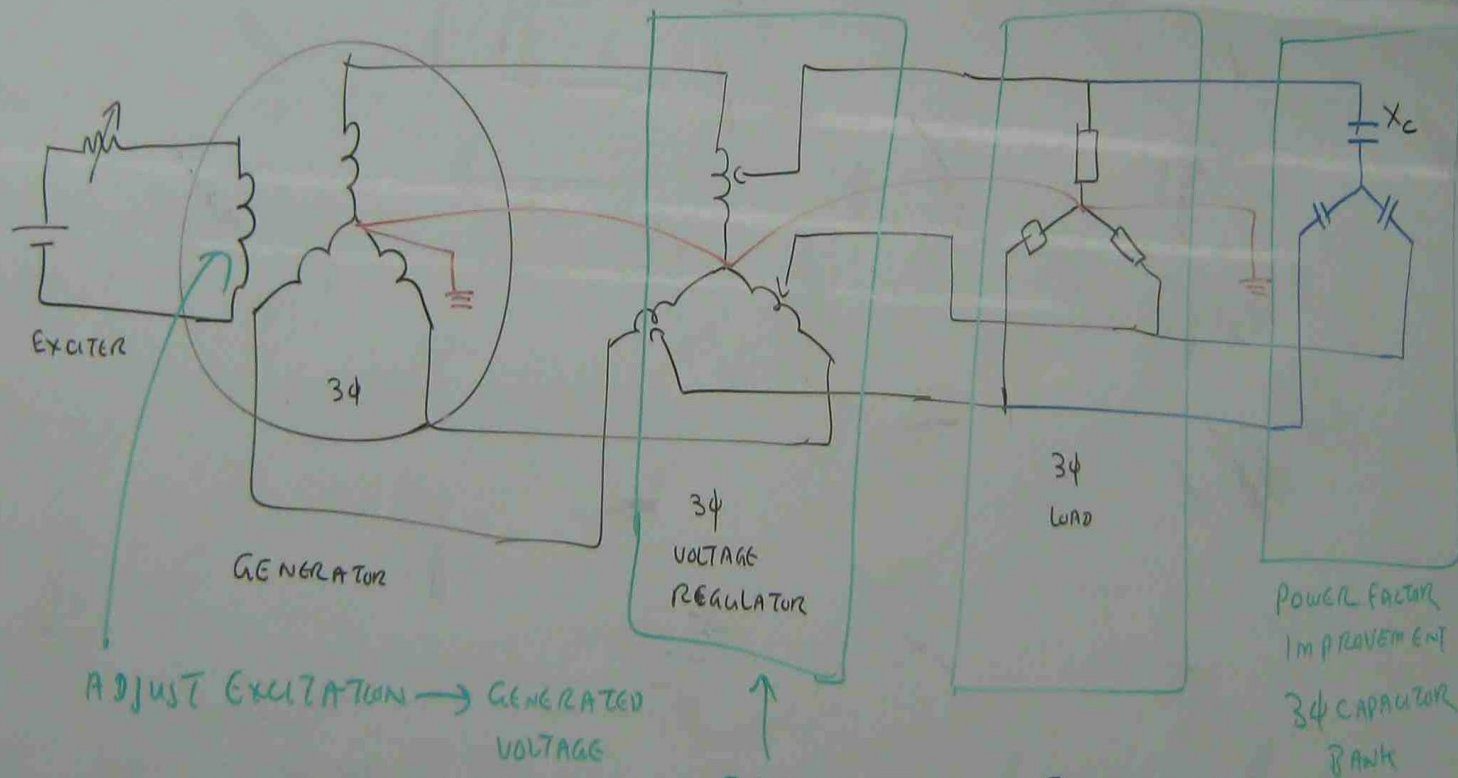 EXCITER
3ϕ
GENERATOR
3ϕ
VOLTAGE
REGULATOR
3ϕ
LOAD
Xc
POWER FACTOR
IMPROVEMENT
3ϕ CAPACITOR
BANK
ADJUST EXCITATION → GENERATED
VOLTAGE